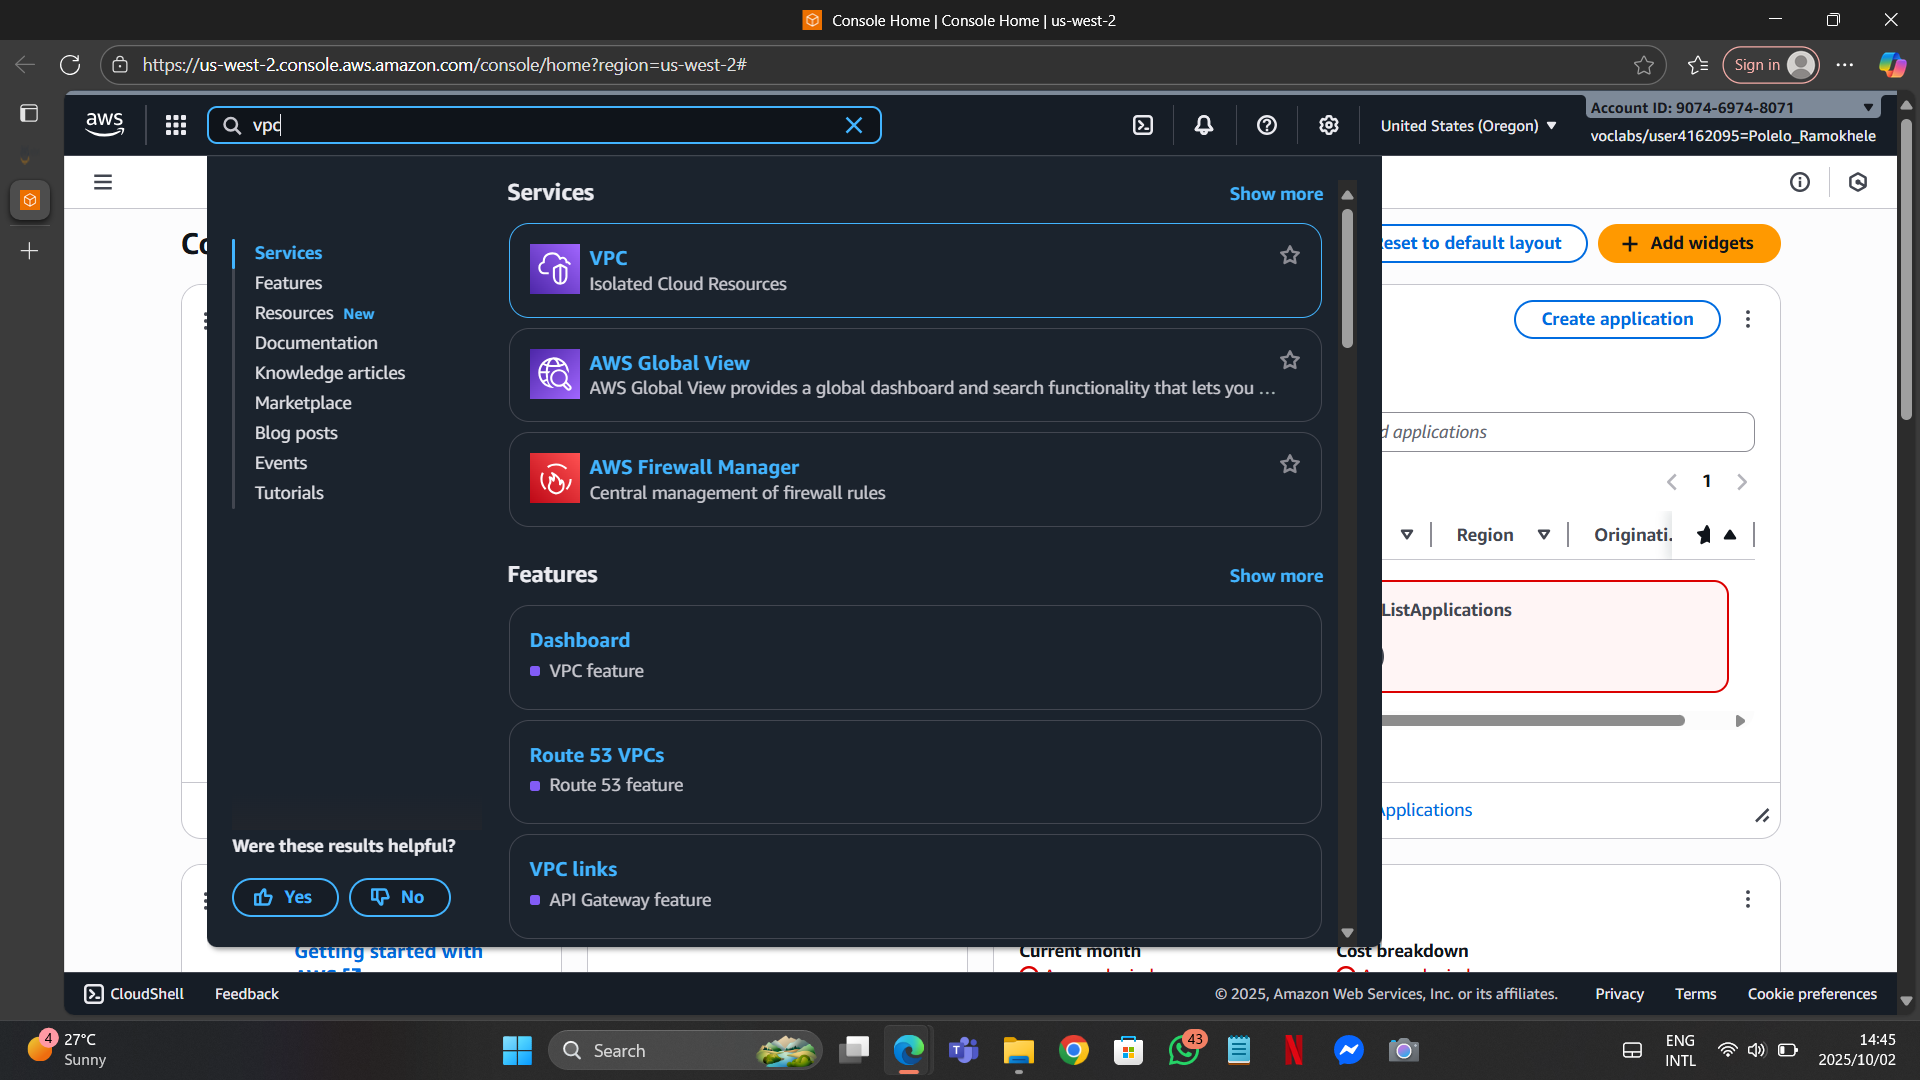 Console Home | Console Home | us-west-2
https://us-west-2.console.aws.amazon.com/console/home?region=us-west-2#
Sign in
aws
vpc
United States (Oregon)
Account ID: 9074-6974-8071
voclabs/user4162095=Polelo_Ramokhele
Services
Features
Resources New
Documentation
Knowledge articles
Marketplace
Blog posts
Events
Tutorials
Were these results helpful?
Yes
No
Services
Show more
VPC
Isolated Cloud Resources
AWS Global View
AWS Global View provides a global dashboard and search functionality that lets you ...
AWS Firewall Manager
Central management of firewall rules
Features
Show more
Dashboard
VPC feature
Route 53 VPCs
Route 53 feature
VPC links
API Gateway feature
Co
eset to default layout
Add widgets
Create application
d applications
1
Region
Originati.
ListApplications
Applications
Getting started with
Current month
Cost breakdown
CloudShell
Feedback
© 2025, Amazon Web Services, Inc. or its affiliates.
Privacy
Terms
Cookie preferences
4
27°C
Sunny
Search
43
ENG
INTL
14:45
2025/10/02